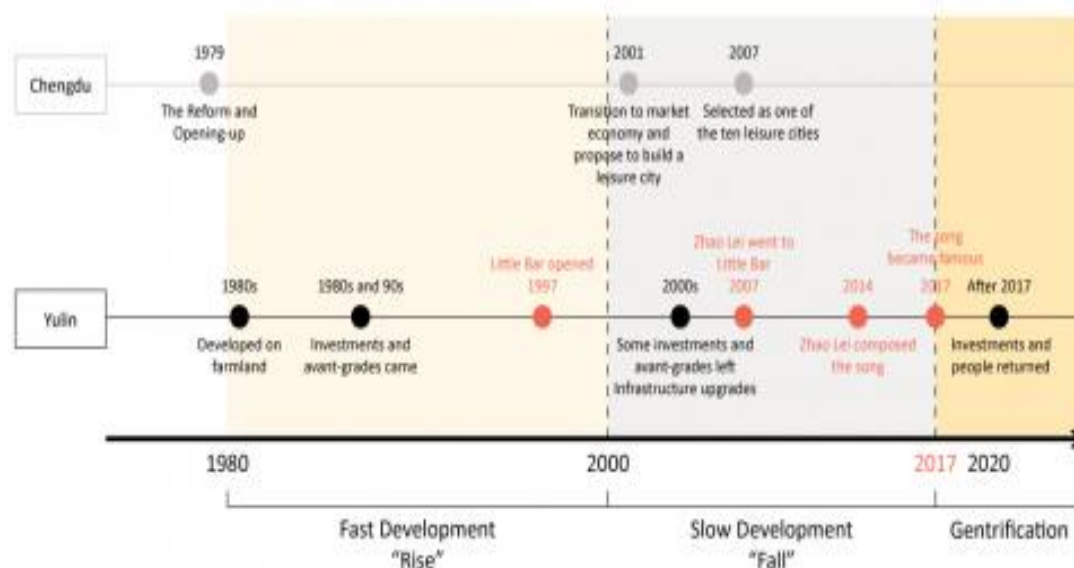 Chengdu
1979
The Reform and
Opening-up
2001
Transition to market
economy and
propose to build a
leisure city
2007
Selected as one of
the ten leisure cities
Yulin
1980s
Developed on
farmland
1980s and 90s
Investments and
avant-grades came
Little Bar opened
1997
2000s
Some investments and
avant-grades left
Infrastructure upgrades
Zhao Lei went to
Little Bar
2007
2014
Zhao Lei composed
the song
The song
became famous
2017
After 2017
Investments and
people returned
1980
2000
2017
2020
Fast Development
"Rise"
Slow Development
"Fall"
Gentrification